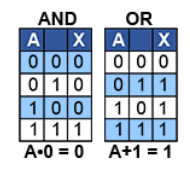 AND OR
A X A X
0 0 0 0 0 0
0 1 0 0 1 1
1 0 0 1 0 1
1 1 1 1 1 1
A•0 = 0 A+1 = 1